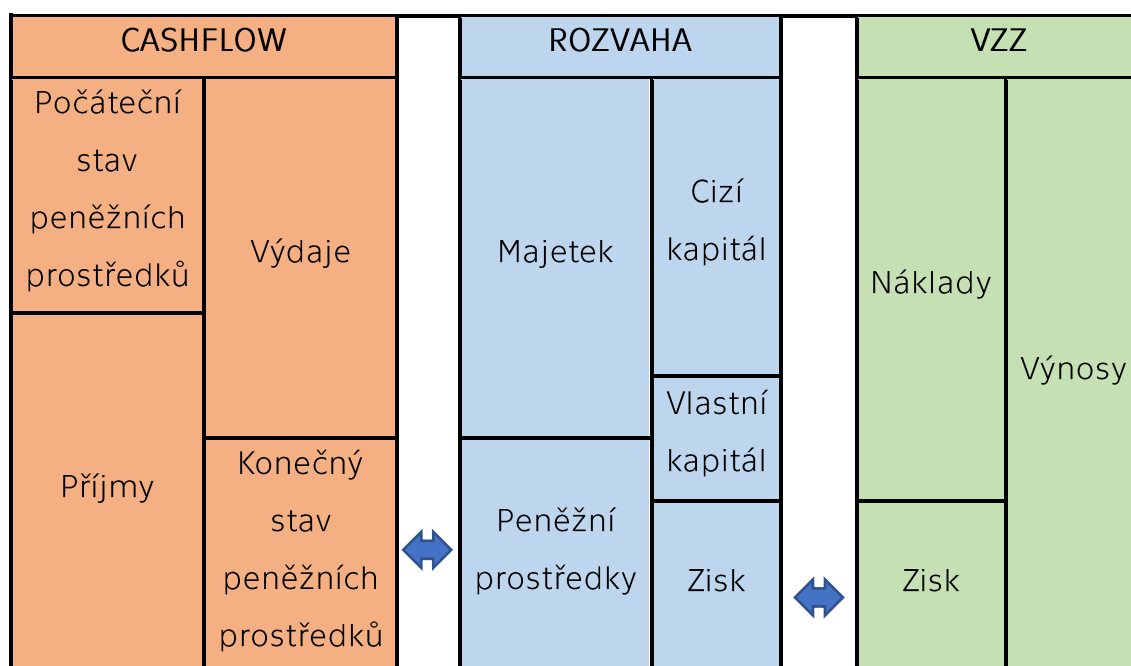 CASHFLOW
ROZVAHA
VZZ
Počáteční
stav
peněžních
prostředků
Výdaje
Příjmy
Konečný
stav
peněžních
prostředků
Majetek
Cizí
kapitál
Vlastní
kapitál
Peněžní
prostředky
Zisk
Náklady
Výnosy
Zisk